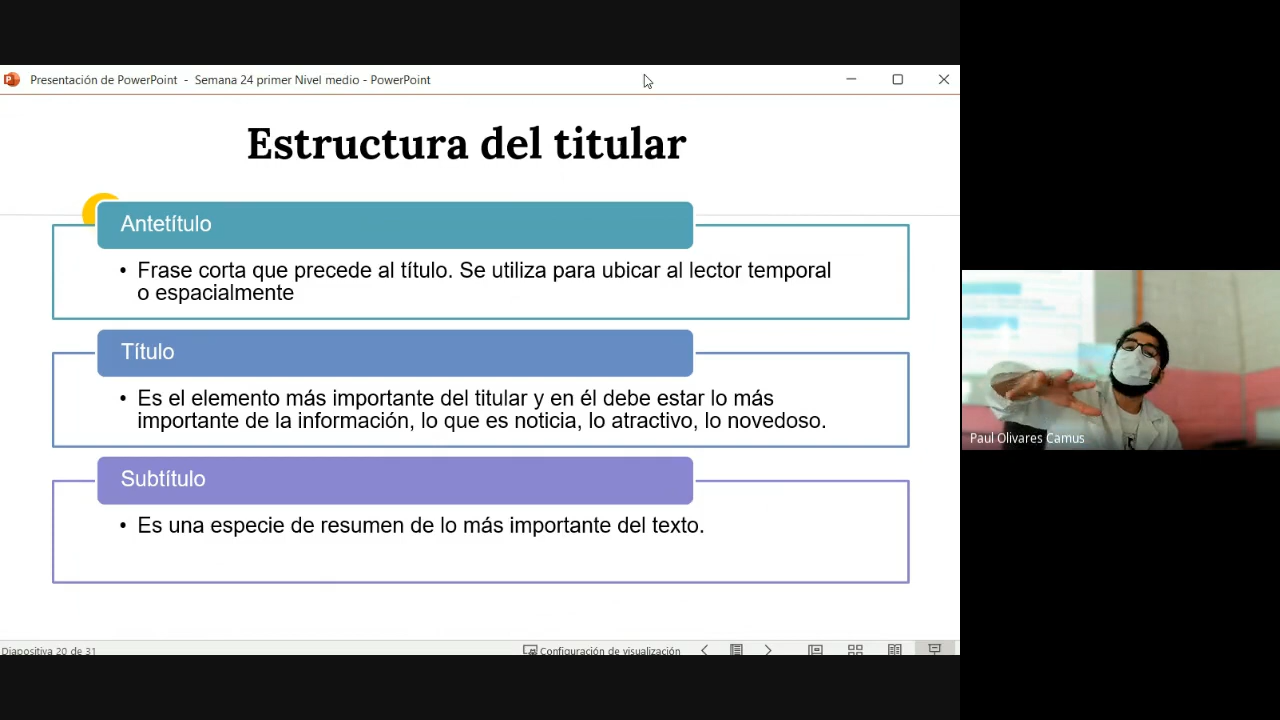 Presentación de PowerPoint - Semana 24 primer Nivel medio - PowerPoint
Estructura del titular
Antetítulo
• Frase corta que precede al título. Se utiliza para ubicar al lector temporal
o espacialmente
Título
• Es el elemento más importante del titular y en él debe estar lo más
importante de la información, lo que es noticia, lo atractivo, lo novedoso.
Subtítulo
• Es una especie de resumen de lo más importante del texto.
Diapositiva 20 de 31
Configuración de visualización
Paul Olivares Camus